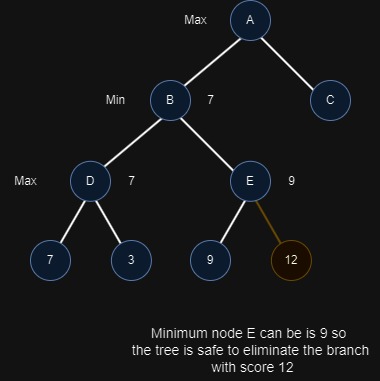 Max A
Min B 7 C
Max D 7 E 9
7 3 9 12
Minimum node E can be is 9 so
the tree is safe to eliminate the branch
with score 12